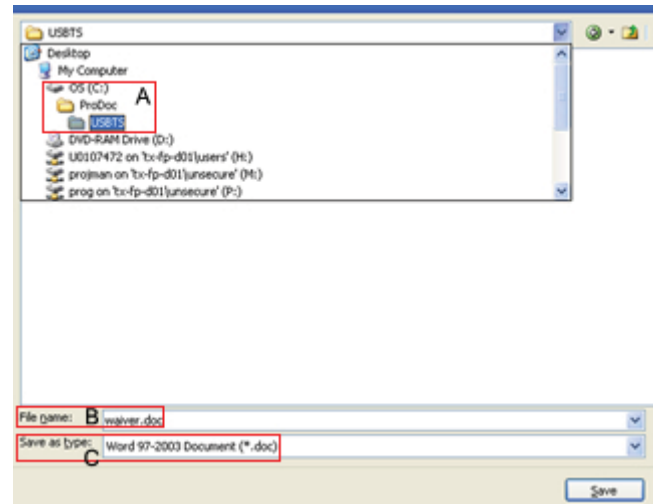 USBTS
Desktop
My Computer
OS (C:)
A
ProDoc
USBTS
DVD-RAM Drive (D:)
U0107472 on 'tx-fp-d01\users' (H:)
projman on 'tx-fp-d01\unsecure' (M:)
prog on 'tx-fp-d01\unsecure' (P:)
File name: B waiver.doc
Save as type: C Word 97-2003 Document (*.doc)
Save